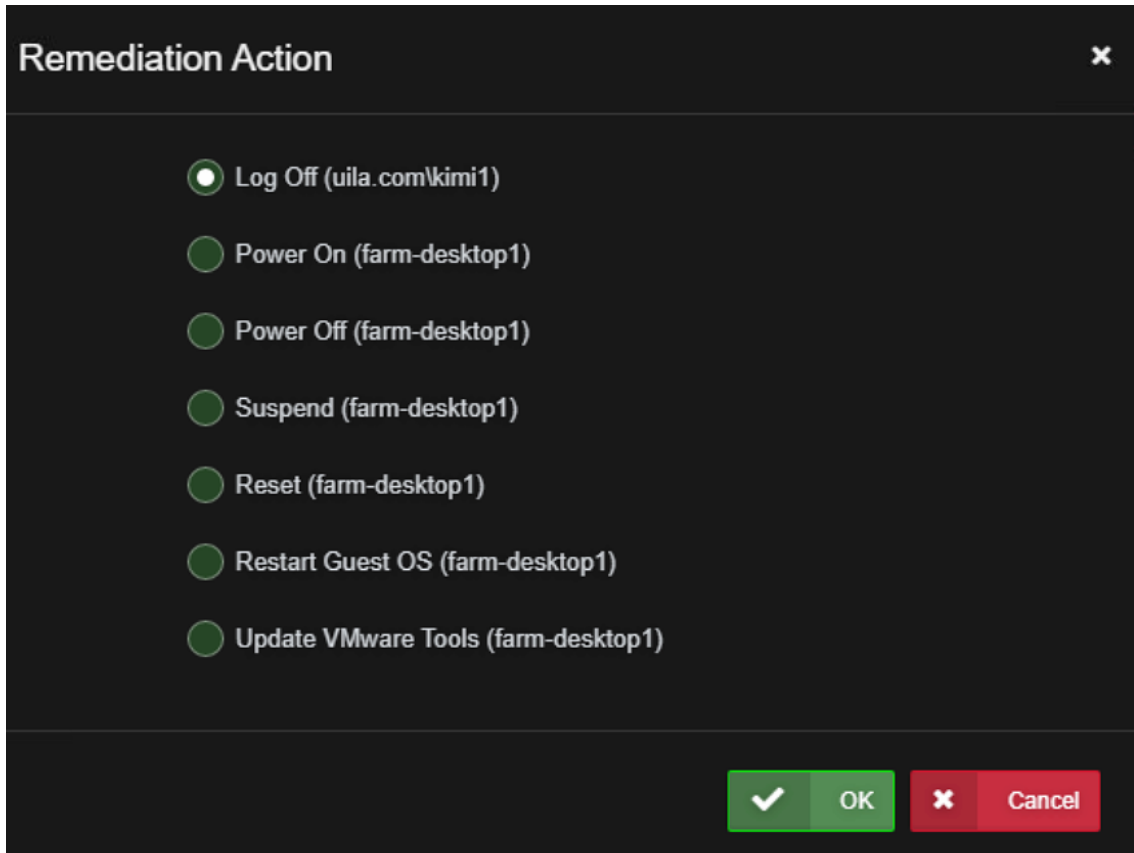 Remediation Action
Log Off (uila.com\kimi1)
Power On (farm-desktop1)
Power Off (farm-desktop1)
Suspend (farm-desktop1)
Reset (farm-desktop1)
Restart Guest OS (farm-desktop1)
Update VMware Tools (farm-desktop1)
OK Cancel